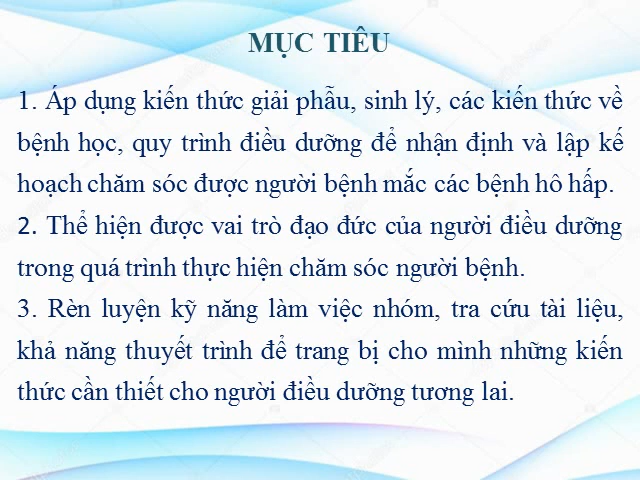 MỤC TIÊU
1. Áp dụng kiến thức giải phẫu, sinh lý, các kiến thức về
bệnh học, quy trình điều dưỡng để nhận định và lập kế
hoạch chăm sóc được người bệnh mắc các bệnh hô hấp.
2. Thể hiện được vai trò đạo đức của người điều dưỡng
trong quá trình thực hiện chăm sóc người bệnh.
3. Rèn luyện kỹ năng làm việc nhóm, tra cứu tài liệu,
khả năng thuyết trình để trang bị cho mình những kiến
thức cần thiết cho người điều dưỡng tương lai.